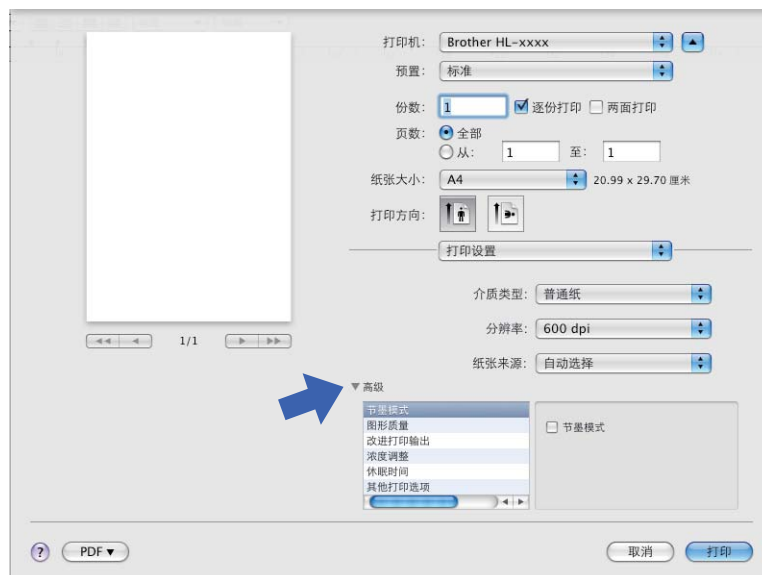 打印机: Brother HL-xxxx
预置: 标准
份数: 1 逐份打印 两面打印
页数: 全部
从: 1 至: 1
纸张大小: A4 20.99 x 29.70 厘米
打印方向:
打印设置
介质类型: 普通纸
分辨率: 600 dpi
纸张来源: 自动选择
1/1
高级
节墨模式
图形质量
改进打印输出
浓度调整
休眠时间
其他打印选项
节墨模式
? PDF 取消 打印